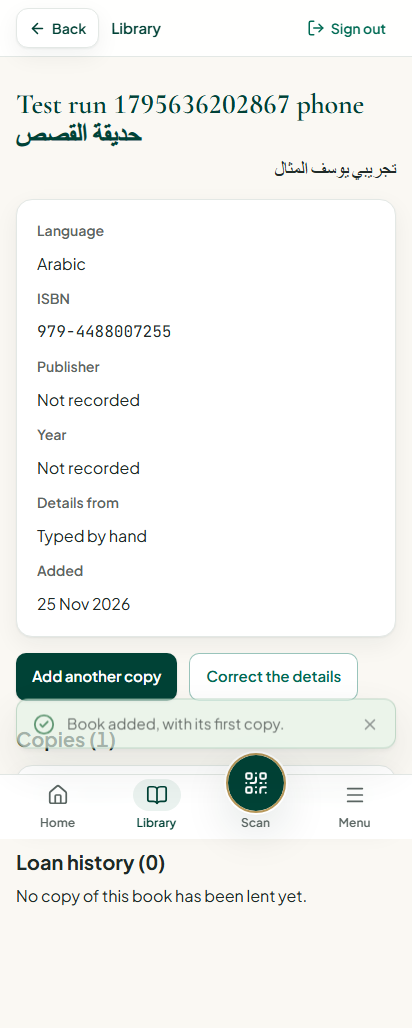 Back
Library
Sign out
Test run 1795636202867 phone
حديقة القصص
تجريبي يوسف المثال
Language
Arabic
ISBN
979-4488007255
Publisher
Not recorded
Year
Not recorded
Details from
Typed by hand
Added
25 Nov 2026
Add another copy
Correct the details
Book added, with its first copy.
Copies (1)
Home
Library
Scan
Menu
Loan history (0)
No copy of this book has been lent yet.